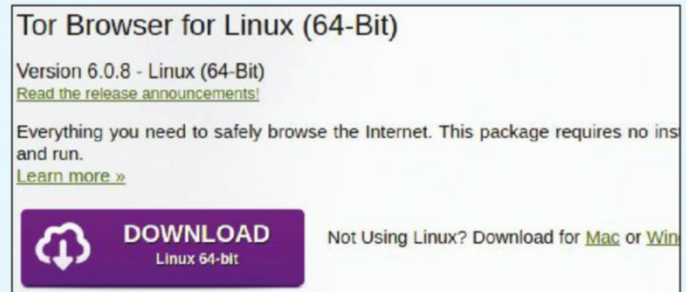 Tor Browser for Linux (64-Bit)
Version 6.0.8 - Linux (64-Bit)
Read the release announcements!
Everything you need to safely browse the Internet. This package requires no
and run.
Learn more »
DOWNLOAD
Linux 64-bit
Not Using Linux? Download for Mac or